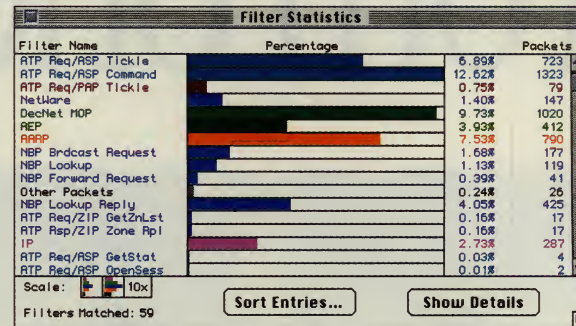 Filter Statistics
Filter Name Percentage Packets
ATP Req/ASP Tickle 6.89% 723
ATP Req/ASP Command 12.62% 1323
ATP Req/PAP Tickle 0.75% 79
NetWare 1.40% 147
DecNet MOP 9.73% 1020
AEP 3.93% 412
AARP 7.53% 790
NBP Brdcast Request 1.68% 177
NBP Lookup 1.13% 119
NBP Forward Request 0.39% 41
Other Packets 0.24% 26
NBP Lookup Reply 4.05% 425
ATP Req/ZIP GetZnLst 0.16% 17
ATP Rsp/ZIP Zone Rpl 0.16% 17
IP 2.73% 287
ATP Req/ASP GetStat 0.03% 4
ATP Req/ASP OpenSess 0.01% 2
Scale: 10x
Sort Entries... Show Details
Filters Matched: 59